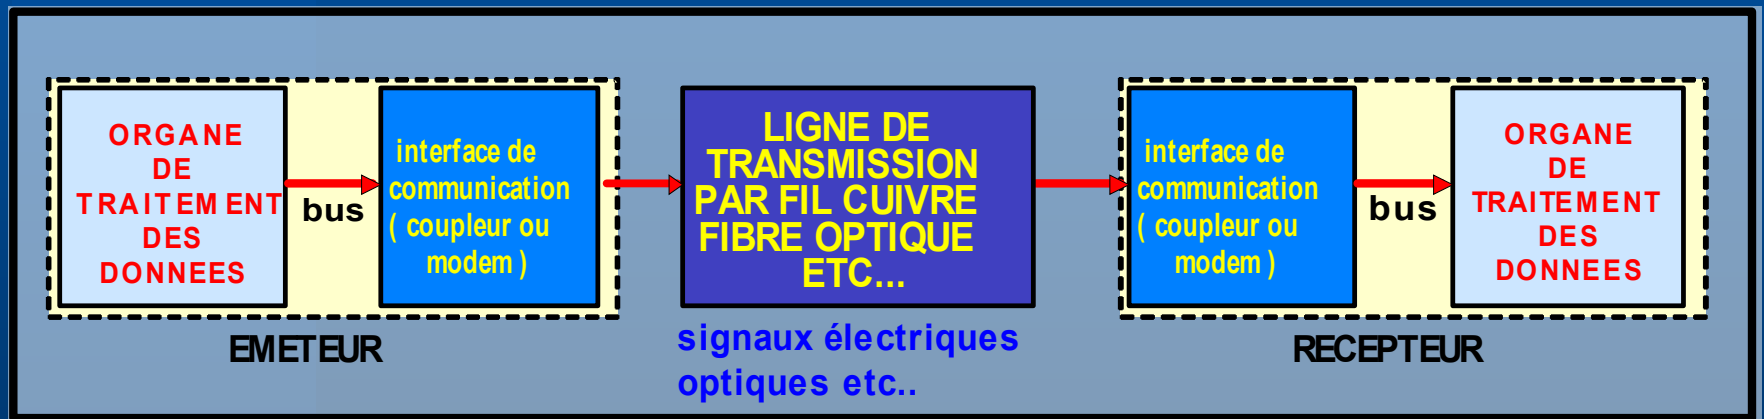 ORGANE
DE
TRAITEMENT
DES
DONNEES
bus
interface de
communication
( coupleur ou
modem )
EMETEUR
LIGNE DE
TRANSMISSION
PAR FIL CUIVRE
FIBRE OPTIQUE
ETC...
signaux électriques
optiques etc..
interface de
communication
( coupleur ou
modem )
bus
ORGANE
DE
TRAITEMENT
DES
DONNEES
RECEPTEUR